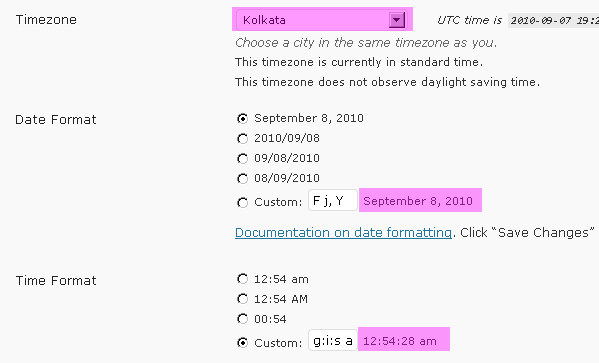 Timezone Kolkata UTC time is 2010-09-07 19:2
Choose a city in the same timezone as you.
This timezone is currently in standard time.
This timezone does not observe daylight saving time.
Date Format September 8, 2010
2010/09/08
09/08/2010
08/09/2010
Custom: F j, Y September 8, 2010
Documentation on date formatting. Click “Save Changes”
Time Format 12:54 am
12:54 AM
00:54
Custom: g:i:s a 12:54:28 am